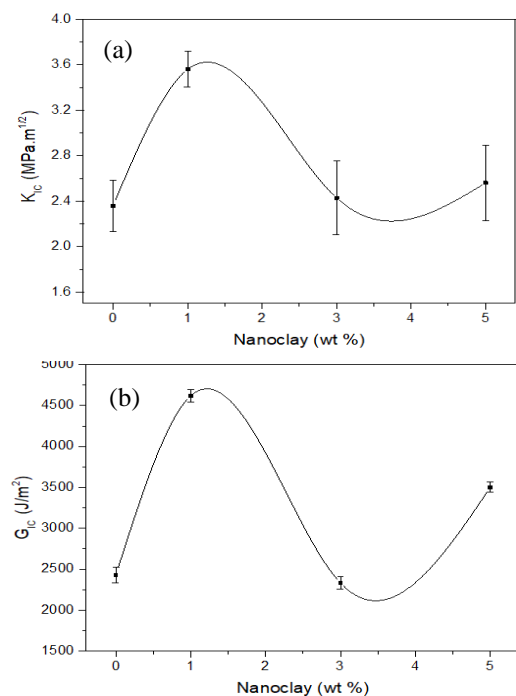 (a)
4.0
3.6
3.2
2.8
2.4
2.0
1.6
K_IC (MPa.m^1/2)
0 1 2 3 4 5
Nanoclay (wt %)
(b)
5000
4500
4000
3500
3000
2500
2000
1500
G_IC (J/m^2)
0 1 2 3 4 5
Nanoclay (wt %)